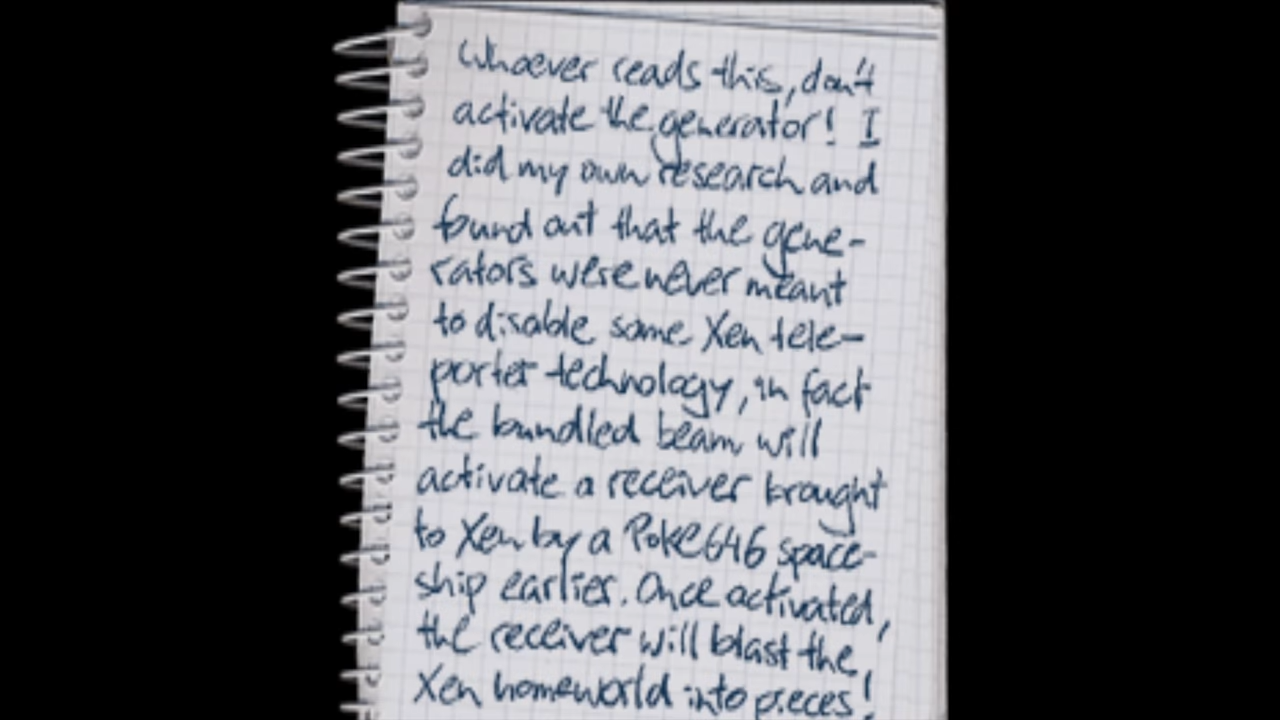 Whoever reads this, don't
activate the generator! I
did my own research and
found out that the gene-
rators were never meant
to disable some Xen tele-
porter technology, in fact
the bundled beam will
activate a receiver brought
to Xen by a Poke646 space-
ship earlier. Once activated,
the receiver will blast the
Xen homeworld into pieces!